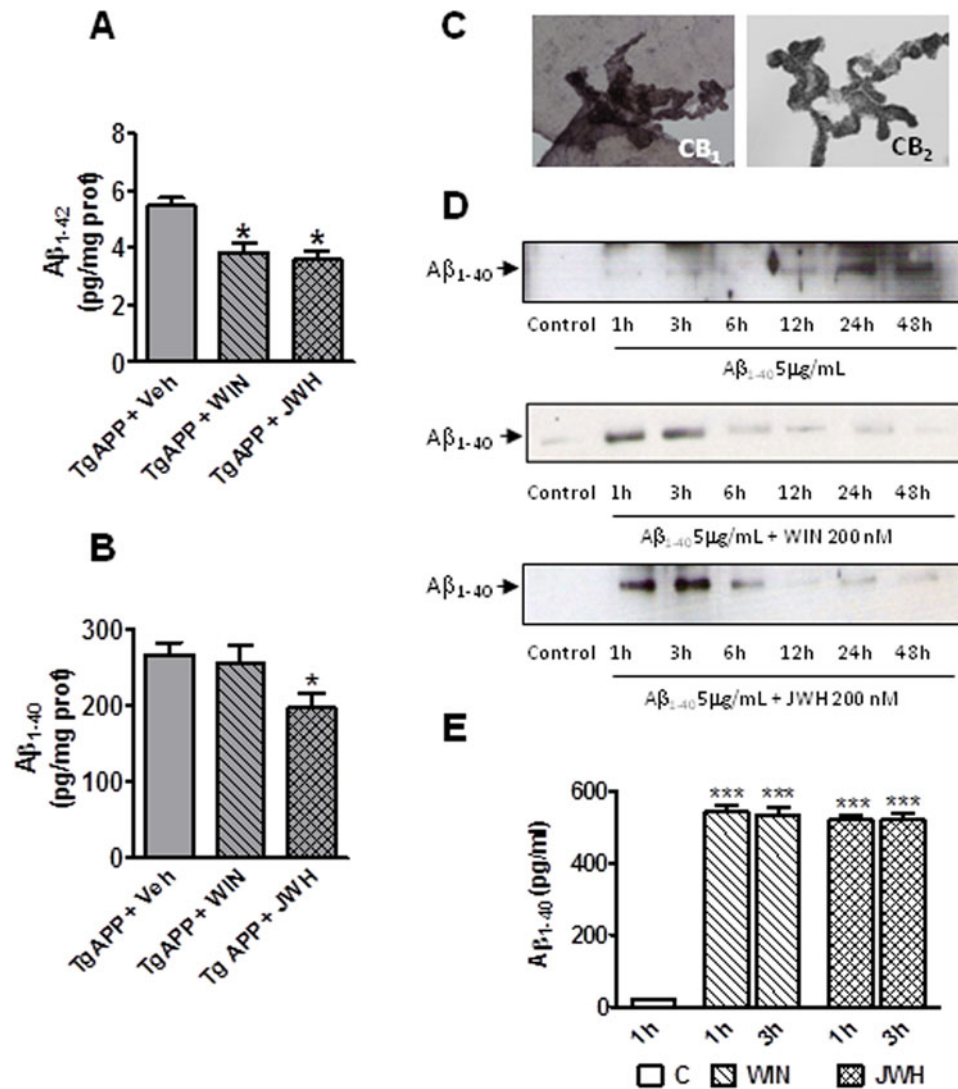 A
Aβ1-42
(pg/mg prot)
8
6
4
2
0
*
*
TgAPP + Veh
TgAPP + WIN
TgAPP + JWH
B
Aβ1-40
(pg/mg prot)
300
200
100
0
*
TgAPP + Veh
TgAPP + WIN
Tg APP + JWH
C
CB1
CB2
D
Aβ1-40
Control 1h 3h 6h 12h 24h 48h
Aβ1-40 5µg/mL
Aβ1-40
Control 1h 3h 6h 12h 24h 48h
Aβ1-40 5µg/mL + WIN 200 nM
Aβ1-40
Control 1h 3h 6h 12h 24h 48h
Aβ1-40 5µg/mL + JWH 200 nM
E
Aβ1-40 (pg/ml)
600
400
200
0
*** *** *** ***
1h 1h 3h 1h 3h
C WIN JWH